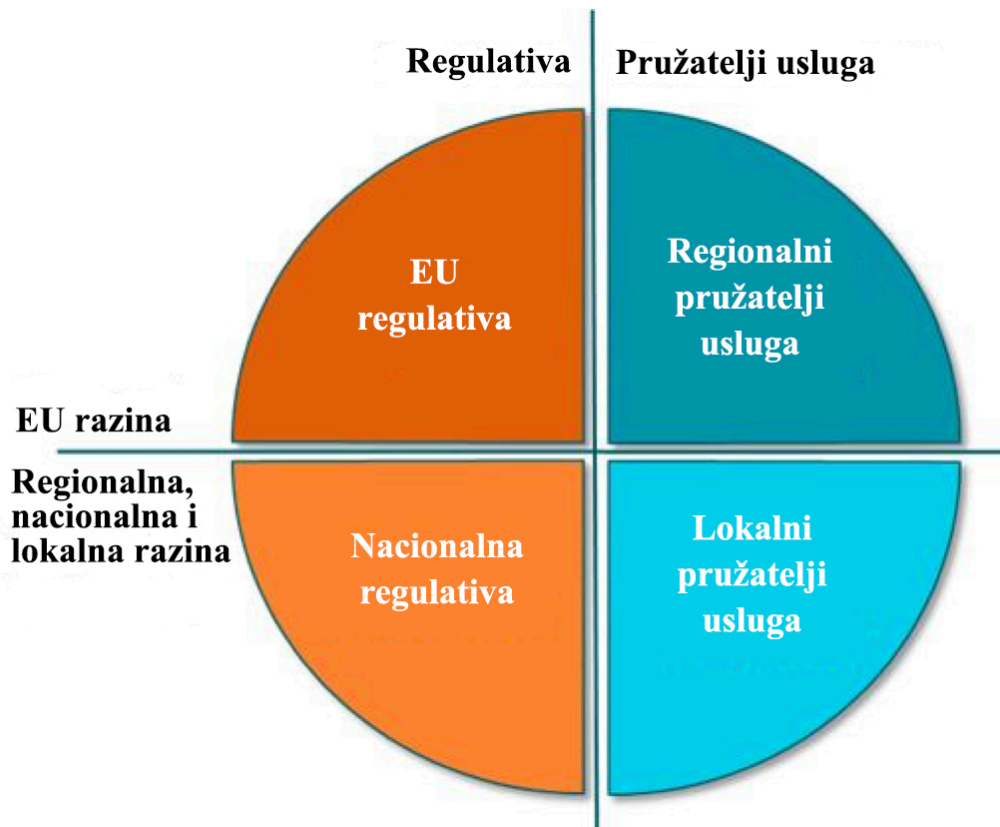 Regulativa
Pružatelji usluga
EU
regulativa
Regionalni
pružatelji
usluga
EU razina
Regionalna,
nacionalna i
lokalna razina
Nacionalna
regulativa
Lokalni
pružatelji
usluga